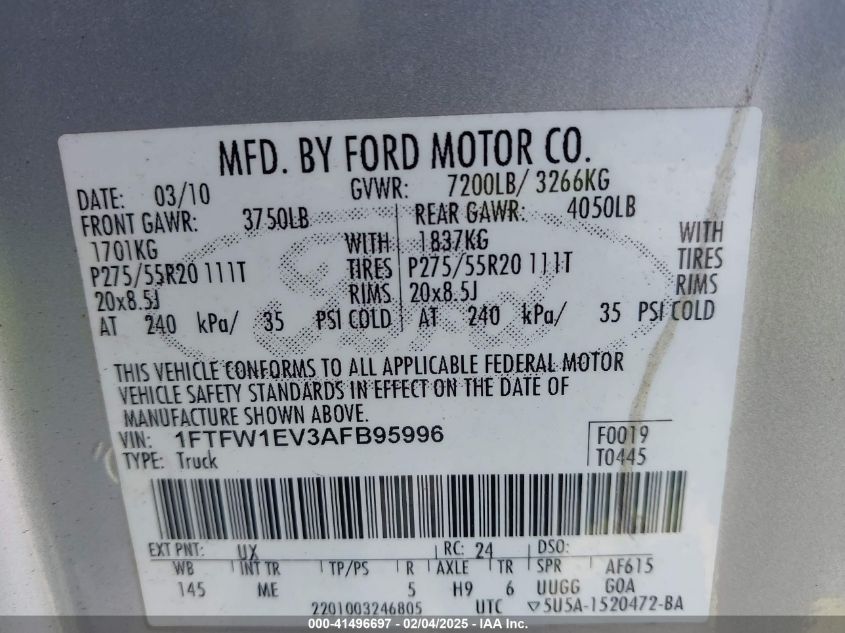 MFD. BY FORD MOTOR CO.
DATE: 03/10 GVWR: 7200LB/ 3266KG
FRONT GAWR: 3750LB REAR GAWR: 4050LB
1701KG WITH 1837KG WITH
P275/55R20 111T TIRES P275/55R20 111T TIRES
20x8.5J RIMS 20x8.5J RIMS
AT 240 kPa/ 35 PSI COLD AT 240 kPa/ 35 PSI COLD
THIS VEHICLE CONFORMS TO ALL APPLICABLE FEDERAL MOTOR
VEHICLE SAFETY STANDARDS IN EFFECT ON THE DATE OF
MANUFACTURE SHOWN ABOVE.
VIN: 1FTFW1EV3AFB95996 F0019
TYPE: Truck T0445
EXT PNT: UX RC: 24 DSO:
WB INT TR TP/PS R AXLE TR SPR AF615
145 ME 5 H9 6 UUGG GOA
2201003246805 UTC ▽5U5A-1520472-BA
000-41496697 - 02/04/2025 - IAA Inc.